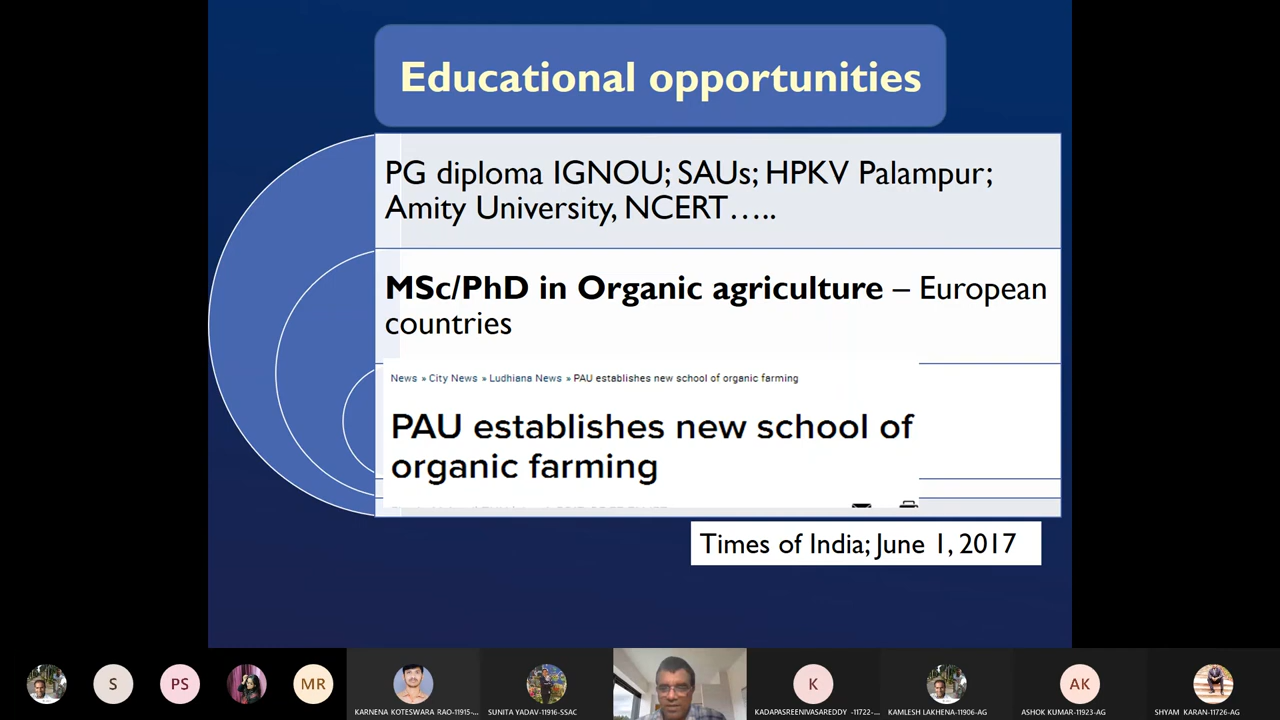 Educational opportunities
PG diploma IGNOU; SAUs; HPKV Palampur;
Amity University, NCERT…..
MSc/PhD in Organic agriculture – European
countries
News » City News » Ludhiana News » PAU establishes new school of organic farming
PAU establishes new school of
organic farming
Times of India; June 1, 2017
S
PS
MR
K
AK
KARNENA KOTESWARA RAO-11915-...
SUNITA YADAV-11916-SSAC
KADAPASREENIVASAREDDY -11722-...
KAMLESH LAKHENA-11906-AG
ASHOK KUMAR-11923-AG
SHYAM KARAN-11726-AG